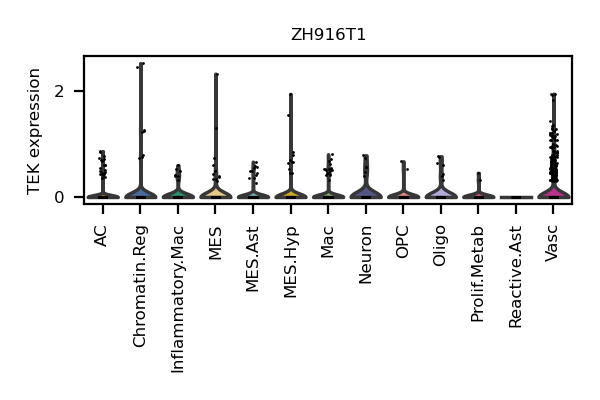 ZH916T1
TEK expression
2
0
AC
Chromatin.Reg
Inflammatory.Mac
MES
MES.Ast
MES.Hyp
Mac
Neuron
OPC
Oligo
Prolif.Metab
Reactive.Ast
Vasc